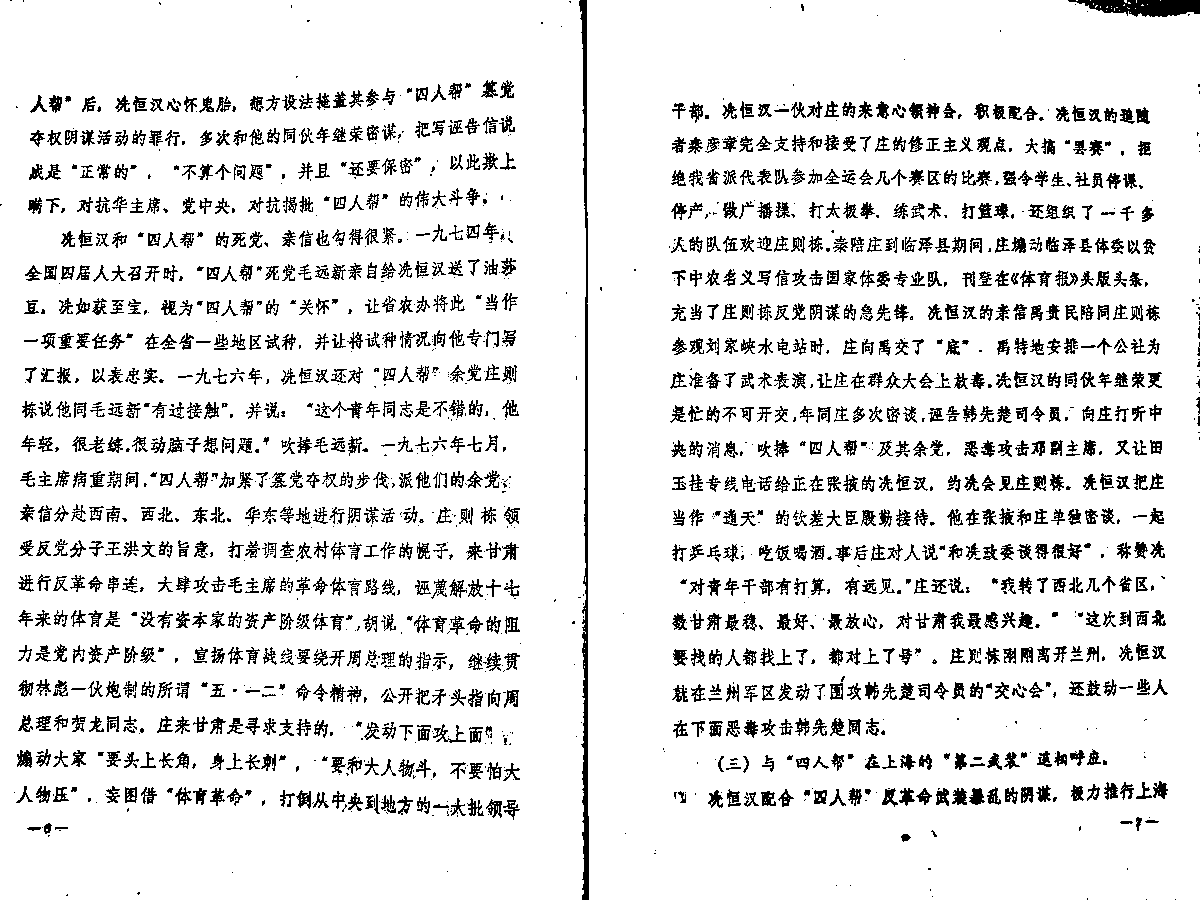 人帮”后，冼恒汉心怀鬼胎，想方设法掩盖其参与“四人帮”篡党
夺权阴谋活动的罪行，多次和他的同伙年继荣密谋，把写诬告信说
成是“正常的”，“不算个问题”，并且“还要保密”，以此欺上
瞒下，对抗华主席、党中央，对抗揭批“四人帮”的伟大斗争。
冼恒汉和“四人帮”的死党、亲信也勾得很紧。一九七四年
全国四届人大召开时，“四人帮”死党毛远新亲自给冼恒汉送了油莎
豆。冼如获至宝，视为“四人帮”的“关怀”，让省农办将此“当作
一项重要任务”在全省一些地区试种，并让将试种情况向他专门写
了汇报，以表忠实。一九七六年，冼恒汉还对“四人帮”余党庄则
栋说他同毛远新“有过接触”，并说：“这个青年同志是不错的，他
年轻，很老练。很动脑子想问题。”吹捧毛远新。一九七六年七月，
毛主席病重期间，“四人帮”加紧了篡党夺权的步伐，派他们的余党、
亲信分赴西南、西北、东北、华东等地进行阴谋活动。庄则栋领
受反党分子王洪文的旨意，打着调查农村体育工作的幌子，来甘肃
进行反革命串连，大肆攻击毛主席的革命体育路线，诬蔑解放十七
年来的体育是“没有资本家的资产阶级体育”，胡说“体育革命的阻
力是党内资产阶级”，宣扬体育战线要绕开周总理的指示，继续贯
彻林彪一伙炮制的所谓“五·一二”命令精神，公开把矛头指向周
总理和贺龙同志。庄来甘肃是寻求支持的，“发动下面攻上面”，
煽动大家“要头上长角，身上长刺”，“要和大人物斗，不要怕大
人物压”，妄图借“体育革命”，打倒从中央到地方的一大批领导
—6—
干部。冼恒汉一伙对庄的来意心领神会，积极配合。冼恒汉的追随
者秦彦章完全支持和接受了庄的修正主义观点，大搞“罢赛”，拒
绝我省派代表队参加全运会几个赛区的比赛，强令学生、社员停课、
停产，做广播操、打太极拳、练武术、打篮球，还组织了一千多
人的队伍欢迎庄则栋。秦陪庄到临泽县期间，庄煽动临泽县体委以贫
下中农名义写信攻击国家体委专业队，刊登在《体育报》头版头条，
充当了庄则栋反党阴谋的急先锋。冼恒汉的亲信禹贵民陪同庄则栋
参观刘家峡水电站时，庄向禹交了“底”，禹特地安排一个公社为
庄准备了武术表演，让庄在群众大会上放毒。冼恒汉的同伙年继荣更
是忙的不可开交，年同庄多次密谈，诬告韩先楚司令员，向庄打听中
央的消息，吹捧“四人帮”及其余党，恶毒攻击邓副主席，又让田
玉挂专线电话给正在张掖的冼恒汉，约冼会见庄则栋。冼恒汉把庄
当作“通天”的钦差大臣殷勤接待。他在张掖和庄单独密谈，一起
打乒乓球，吃饭喝酒。事后庄对人说“和冼政委谈得很好”，称赞冼
“对青年干部有打算，有远见。”庄还说：“我转了西北几个省区，
数甘肃最稳、最好、最放心，对甘肃我最感兴趣。”“这次到西北
要找的人都找上了，都对上了号”。庄则栋刚刚离开兰州，冼恒汉
就在兰州军区发动了围攻韩先楚司令员的“交心会”，还鼓动一些人
在下面恶毒攻击韩先楚同志。
（三）与“四人帮”在上海的“第二武装”遥相呼应。
冼恒汉配合“四人帮”反革命武装暴乱的阴谋，极力推行上海
—7—